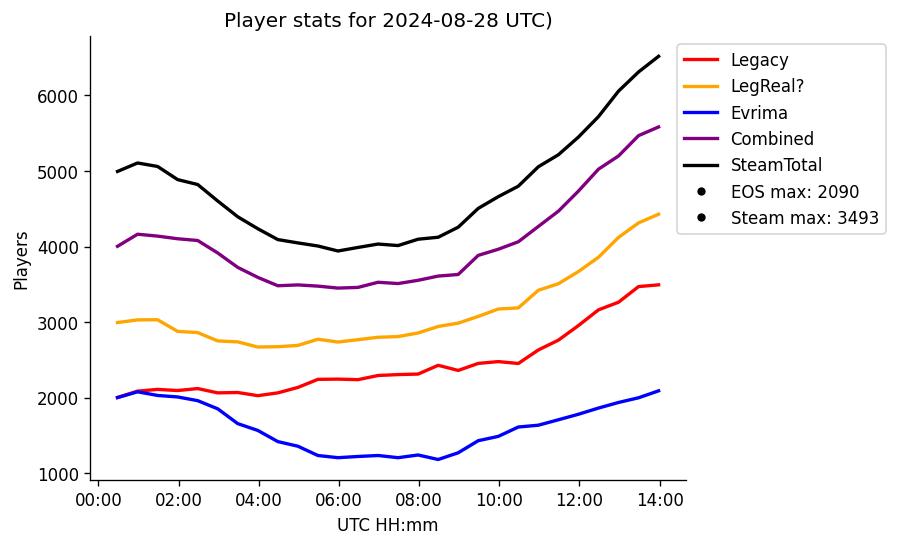 Player stats for 2024-08-28 UTC)
Legacy
LegReal?
Evrima
Combined
SteamTotal
EOS max: 2090
Steam max: 3493
Players
6000
5000
4000
3000
2000
1000
00:00 02:00 04:00 06:00 08:00 10:00 12:00 14:00
UTC HH:mm